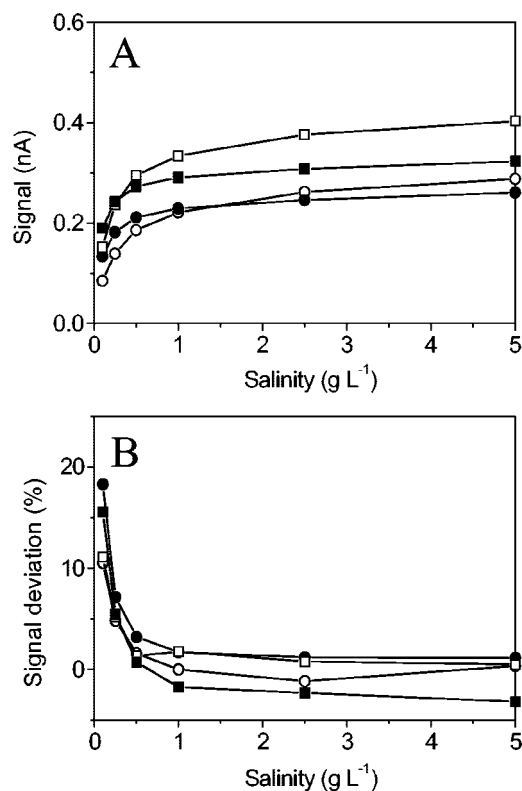 A
0.6
0.4
0.2
0.0
Signal (nA)
0 1 2 3 4 5
Salinity (g L⁻¹)
B
20
10
0
Signal deviation (%)
0 1 2 3 4 5
Salinity (g L⁻¹)